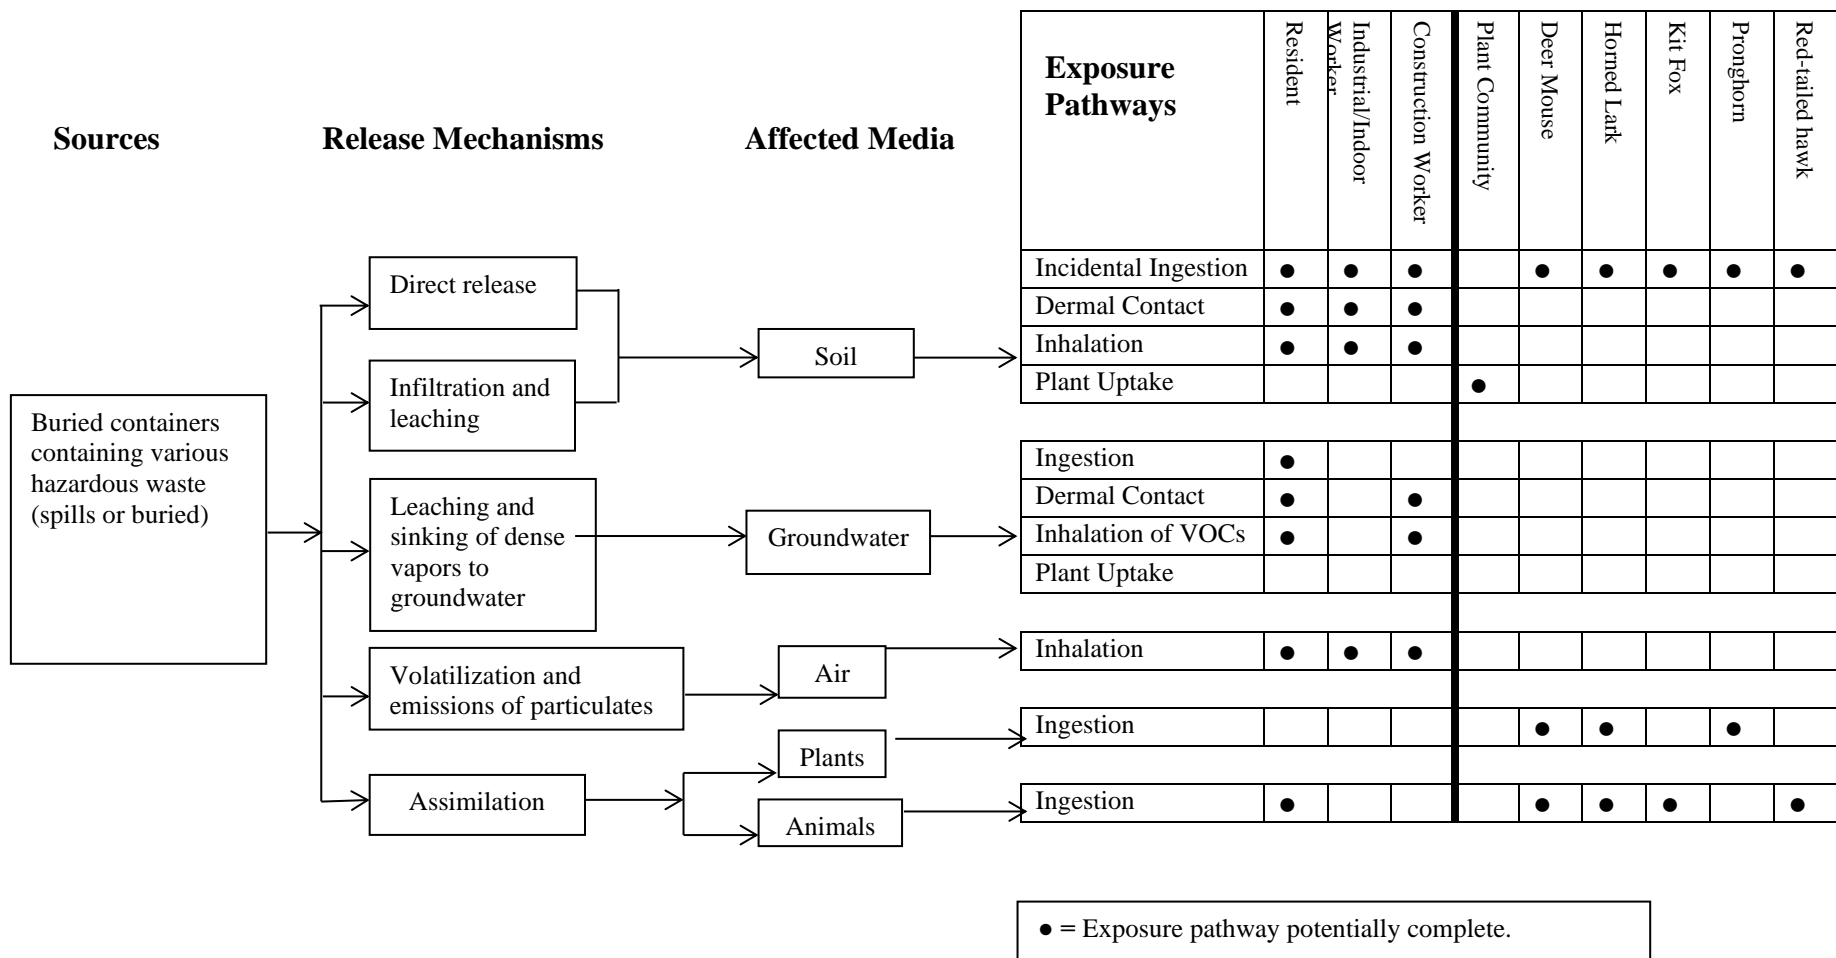 Sources
Release Mechanisms
Affected Media
Exposure
Pathways
Resident
Industrial/Indoor
Worker
Construction Worker
Plant Community
Deer Mouse
Horned Lark
Kit Fox
Pronghorn
Red-tailed hawk
Buried containers
containing various
hazardous waste
(spills or buried)
Direct release
Infiltration and
leaching
Leaching and
sinking of dense
vapors to
groundwater
Volatilization and
emissions of particulates
Assimilation
Soil
Groundwater
Air
Plants
Animals
Incidental Ingestion ● ● ● ● ● ● ● ●
Dermal Contact ● ● ●
Inhalation ● ● ●
Plant Uptake ●
Ingestion ●
Dermal Contact ● ●
Inhalation of VOCs ● ●
Plant Uptake
Inhalation ● ● ●
Ingestion ● ● ●
Ingestion ● ● ● ● ●
● = Exposure pathway potentially complete.